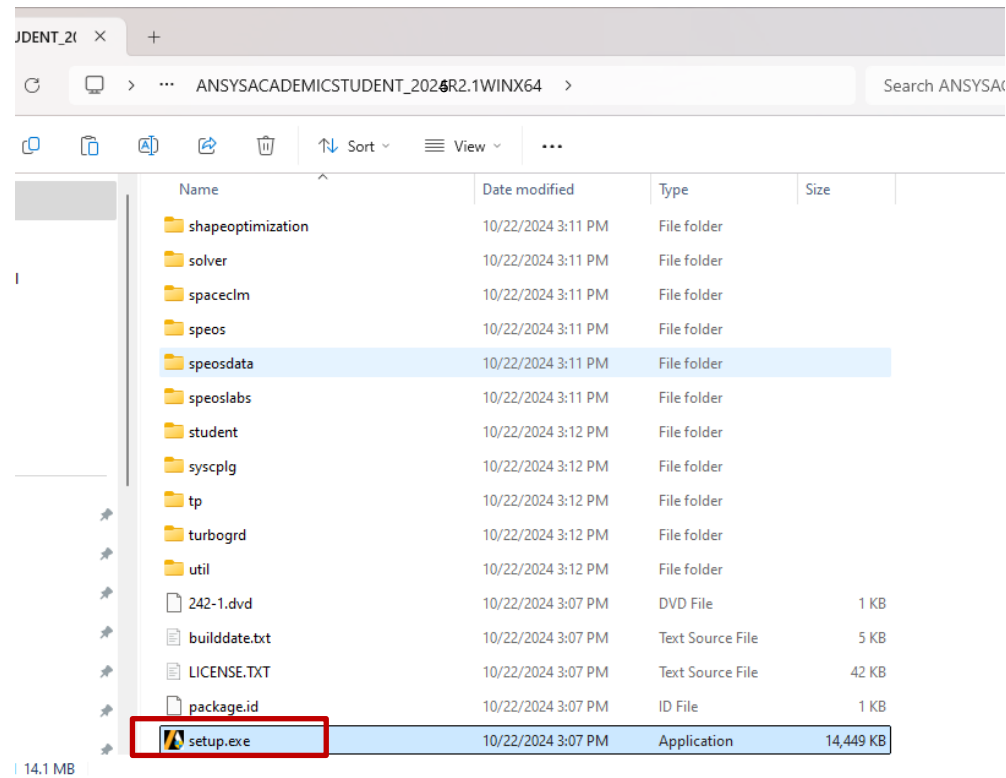 UDENT_20
ANSYSACADEMICSTUDENT_2024R2.1WINX64
Search ANSYSAC
Sort View
Name Date modified Type Size
shapeoptimization 10/22/2024 3:11 PM File folder
solver 10/22/2024 3:11 PM File folder
spaceclm 10/22/2024 3:11 PM File folder
speos 10/22/2024 3:11 PM File folder
speosdata 10/22/2024 3:11 PM File folder
speoslabs 10/22/2024 3:11 PM File folder
student 10/22/2024 3:12 PM File folder
syscplg 10/22/2024 3:12 PM File folder
tp 10/22/2024 3:12 PM File folder
turbogrd 10/22/2024 3:12 PM File folder
util 10/22/2024 3:12 PM File folder
242-1.dvd 10/22/2024 3:07 PM DVD File 1 KB
builddate.txt 10/22/2024 3:07 PM Text Source File 5 KB
LICENSE.TXT 10/22/2024 3:07 PM Text Source File 42 KB
package.id 10/22/2024 3:07 PM ID File 1 KB
setup.exe 10/22/2024 3:07 PM Application 14,449 KB
14.1 MB